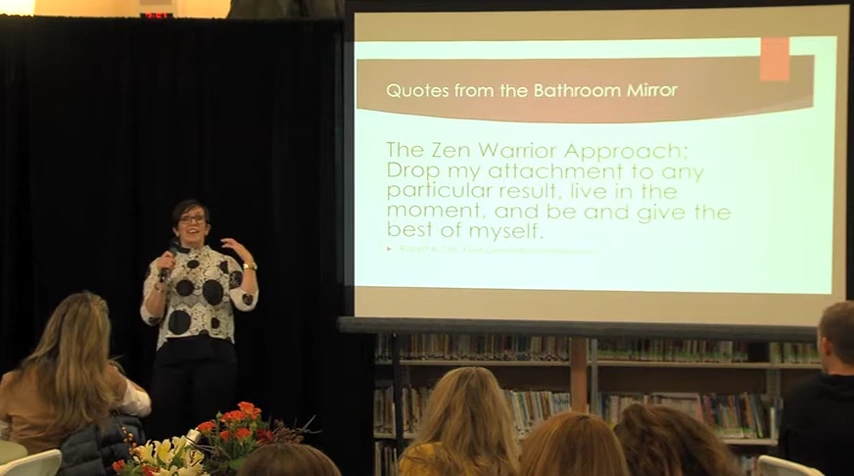 Quotes from the Bathroom Mirror
The Zen Warrior Approach;
Drop my attachment to any
particular result, live in the
moment, and be and give the
best of myself.